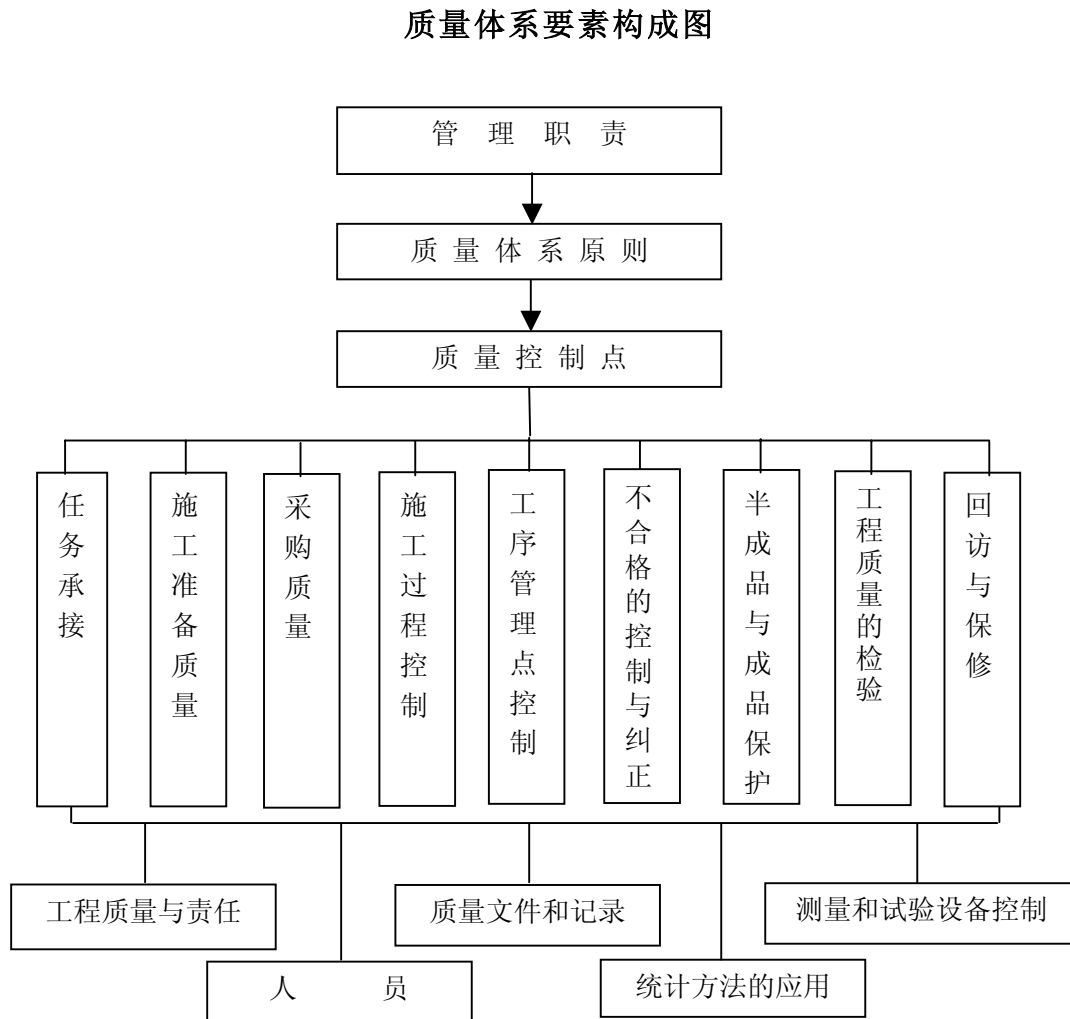 质量体系要素构成图
管理职责
质量体系原则
质量控制点
任务承接
施工准备质量
采购质量
施工过程控制
工序管理点控制
不合格的控制与纠正
半成品与成品保护
工程质量的检验
回访与保修
工程质量与责任
质量文件和记录
测量和试验设备控制
人员
统计方法的应用